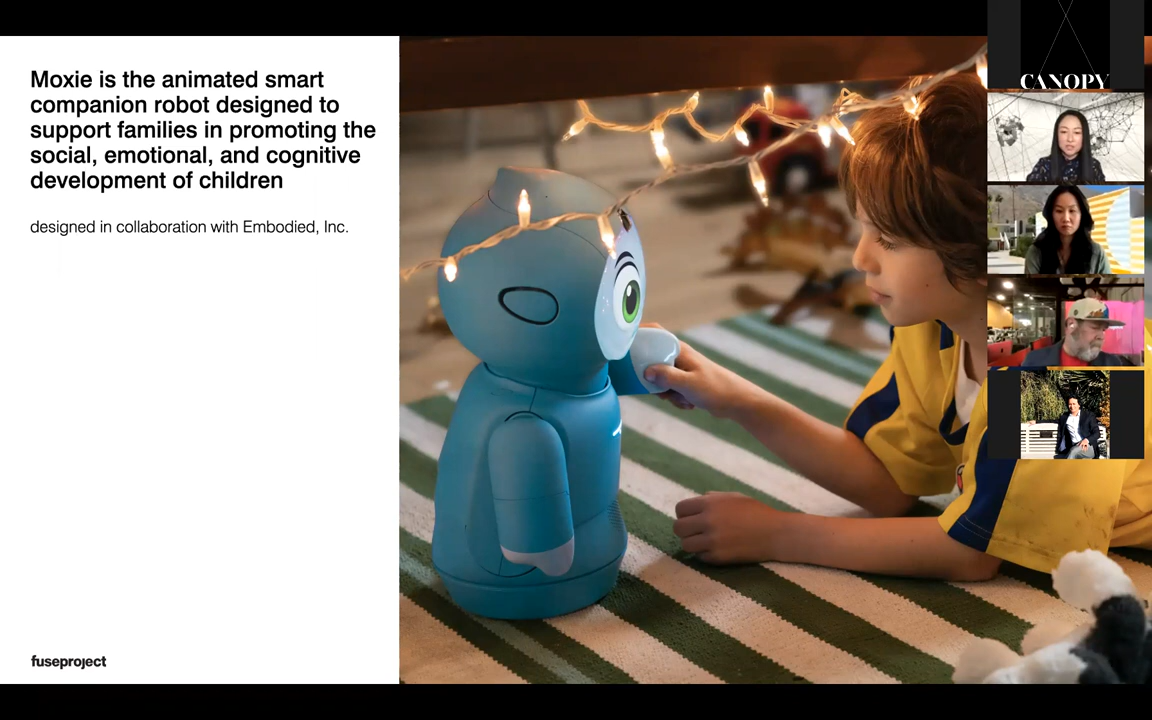 Moxie is the animated smart
companion robot designed to
support families in promoting the
social, emotional, and cognitive
development of children
designed in collaboration with Embodied, Inc.
fuseproject
CANOPY